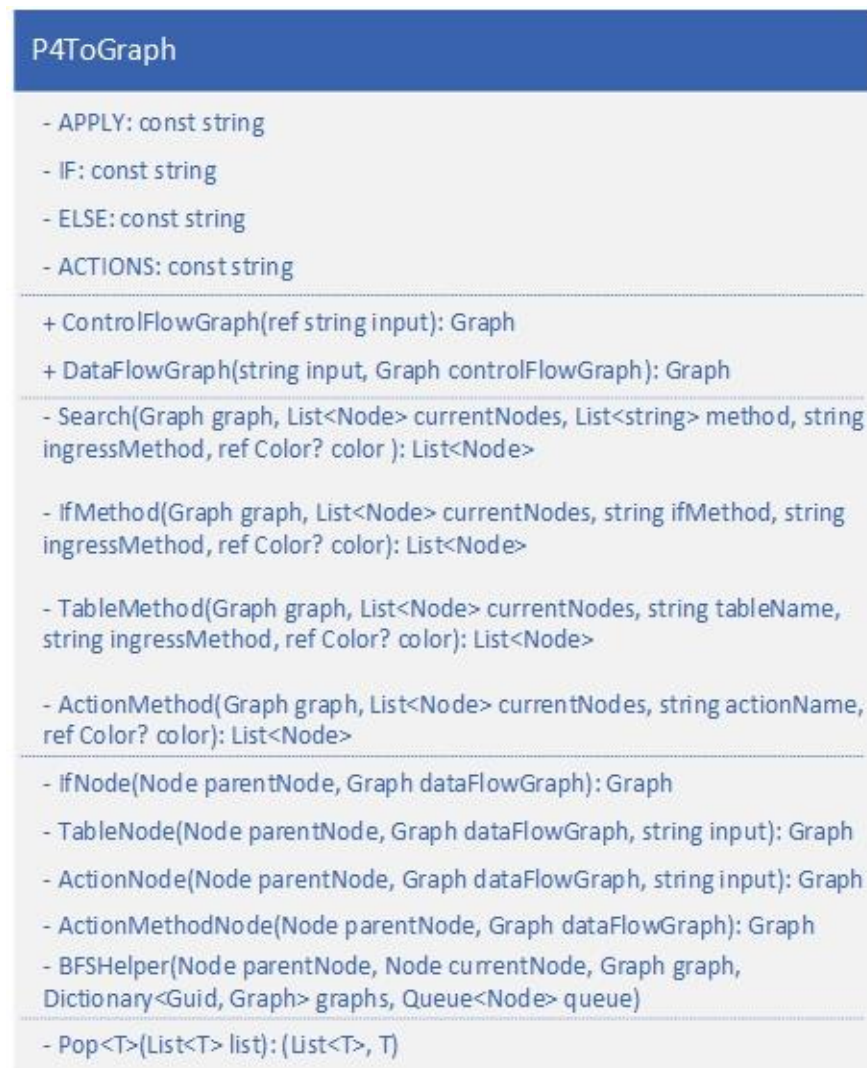 P4ToGraph
- APPLY: const string
- IF: const string
- ELSE: const string
- ACTIONS: const string
+ ControlFlowGraph(ref string input): Graph
+ DataFlowGraph(string input, Graph controlFlowGraph): Graph
- Search(Graph graph, List<Node> currentNodes, List<string> method, string
ingressMethod, ref Color? color ): List<Node>
- IfMethod(Graph graph, List<Node> currentNodes, string ifMethod, string
ingressMethod, ref Color? color): List<Node>
- TableMethod(Graph graph, List<Node> currentNodes, string tableName,
string ingressMethod, ref Color? color): List<Node>
- ActionMethod(Graph graph, List<Node> currentNodes, string actionName,
ref Color? color): List<Node>
- IfNode(Node parentNode, Graph dataFlowGraph): Graph
- TableNode(Node parentNode, Graph dataFlowGraph, string input): Graph
- ActionNode(Node parentNode, Graph dataFlowGraph, string input): Graph
- ActionMethodNode(Node parentNode, Graph dataFlowGraph): Graph
- BFSHelper(Node parentNode, Node currentNode, Graph graph,
Dictionary<Guid, Graph> graphs, Queue<Node> queue)
- Pop<T>(List<T> list): (List<T>, T)